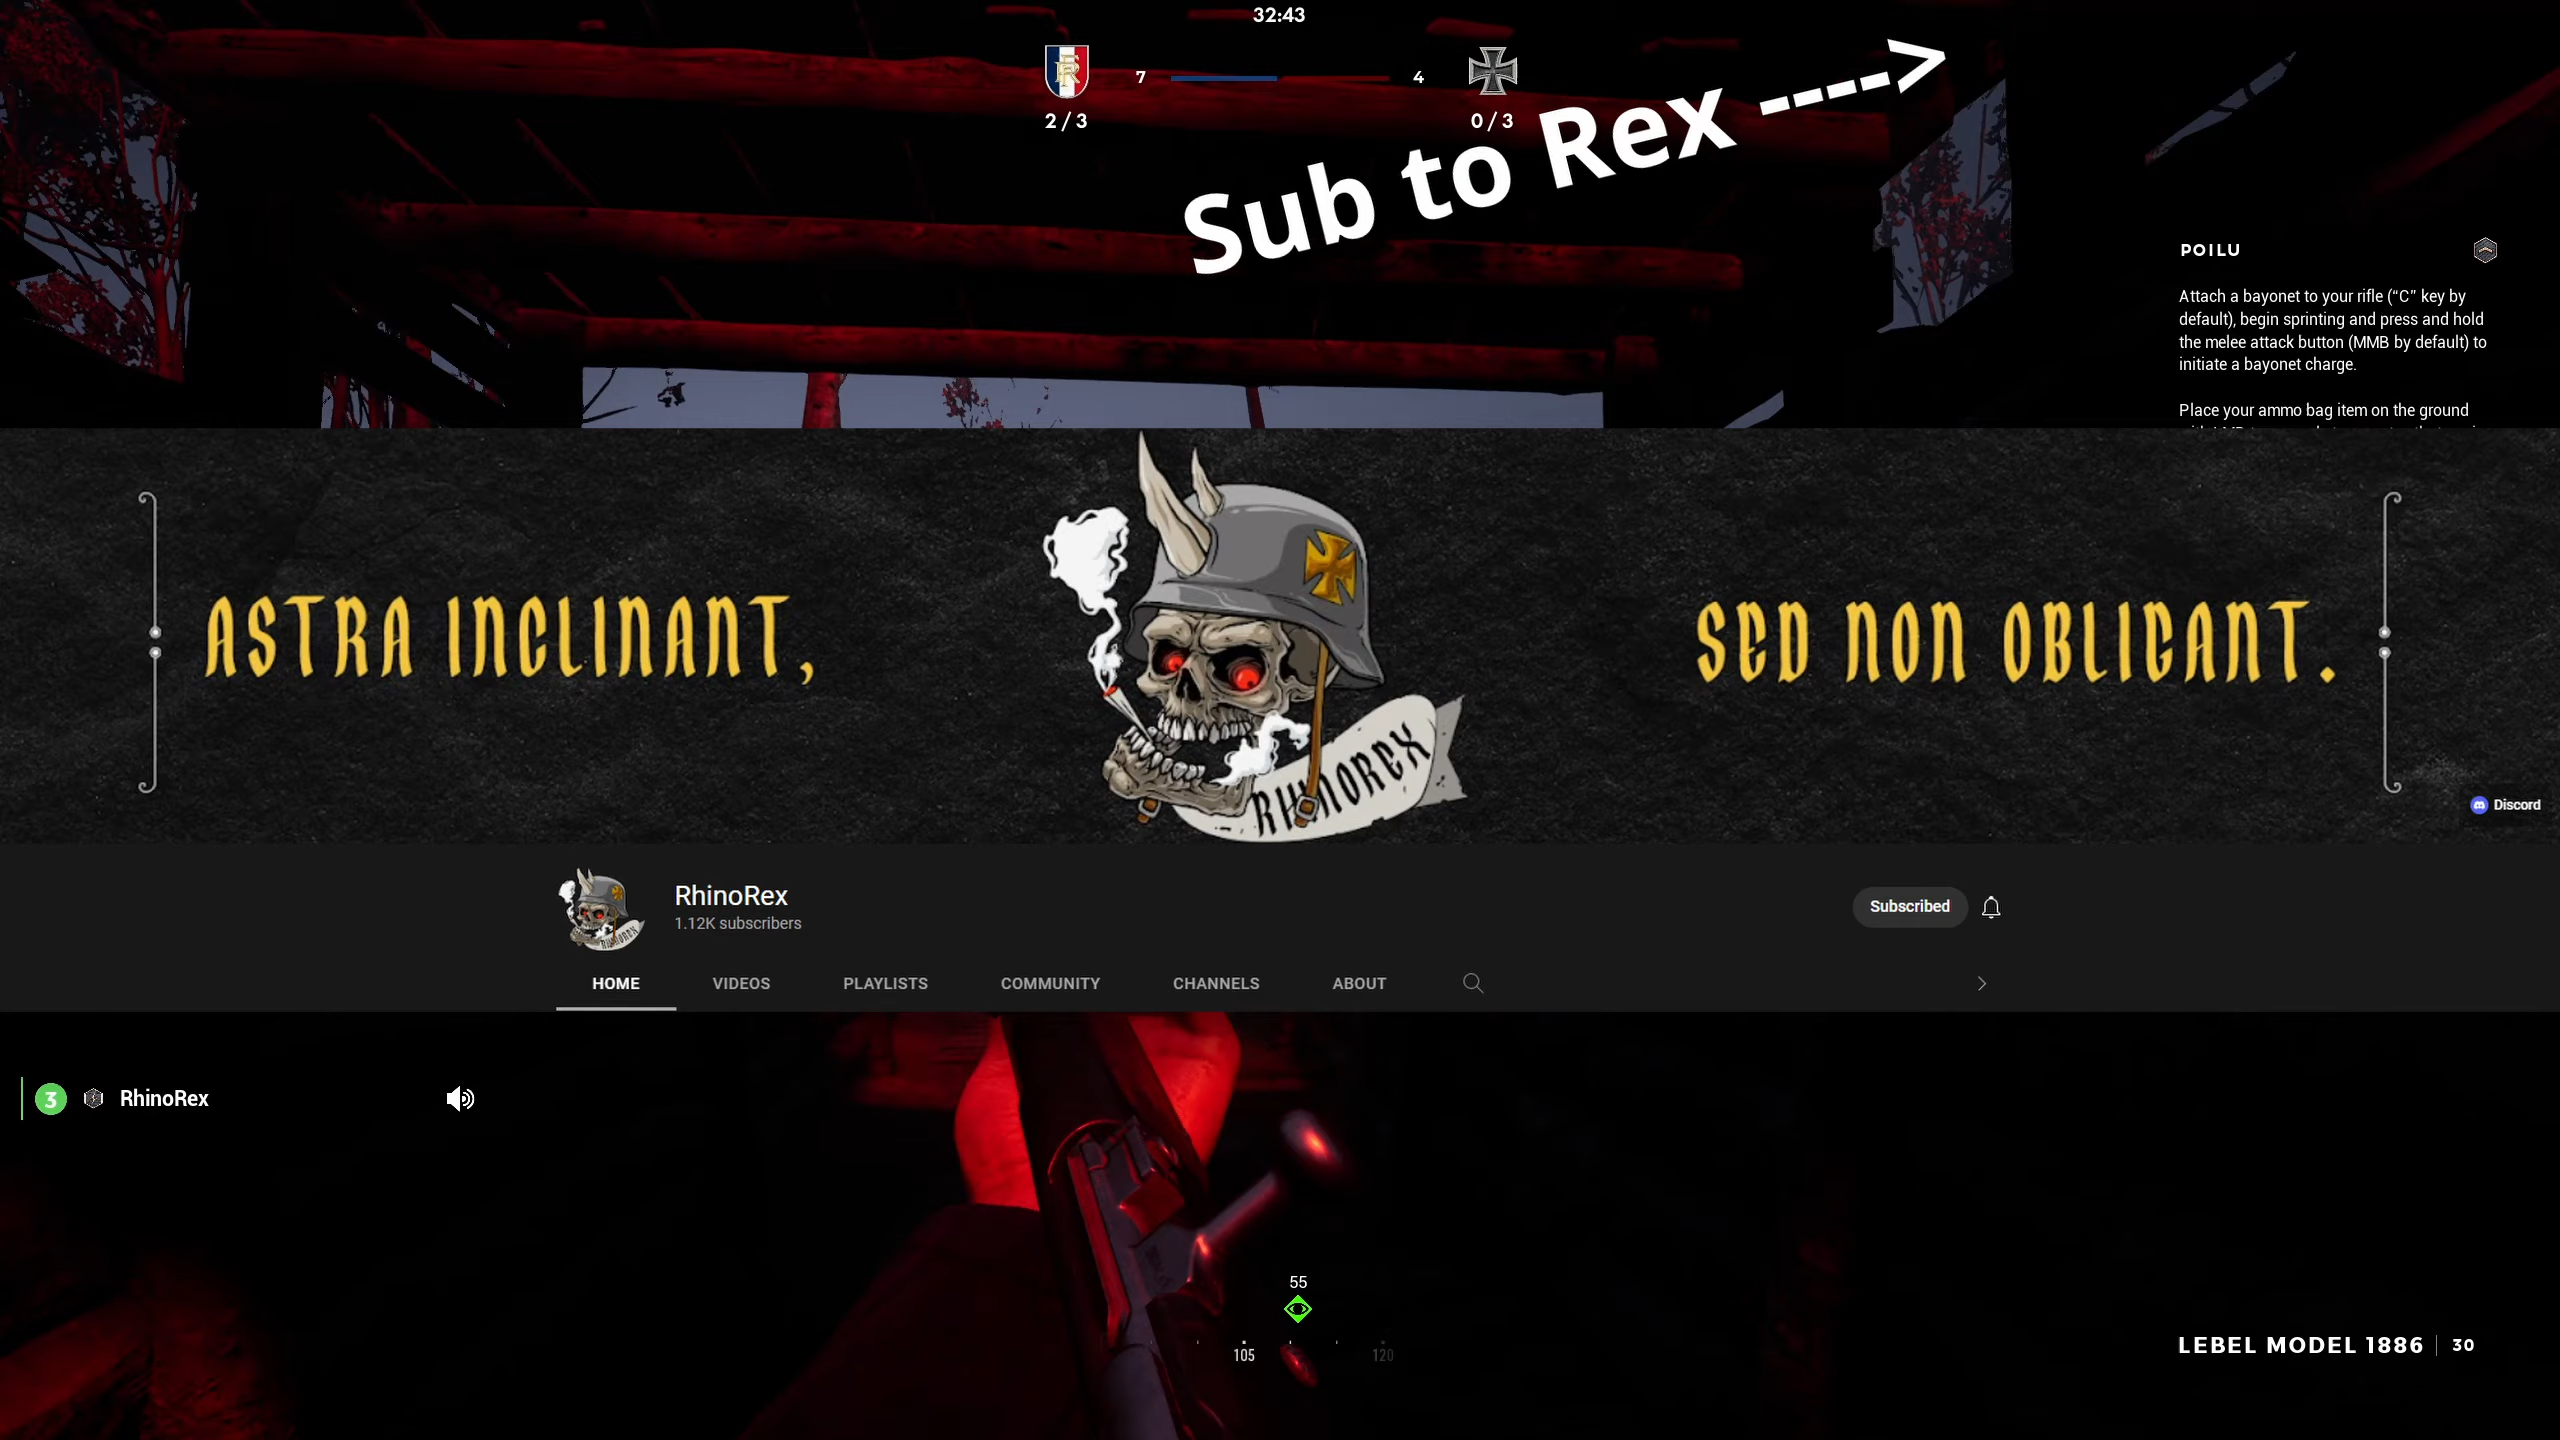 32:43
7
4
2 / 3
0 / 3
Sub to Rex ---->
POILU
Attach a bayonet to your rifle (“C” key by
default), begin sprinting and press and hold
the melee attack button (MMB by default) to
initiate a bayonet charge.
Place your ammo bag item on the ground
ASTRA INCLINANT,
SED NON OBLIGANT.
RHINOREX
Discord
RhinoRex
1.12K subscribers
Subscribed
HOME
VIDEOS
PLAYLISTS
COMMUNITY
CHANNELS
ABOUT
3
RhinoRex
55
105
120
LEBEL MODEL 1886 | 30